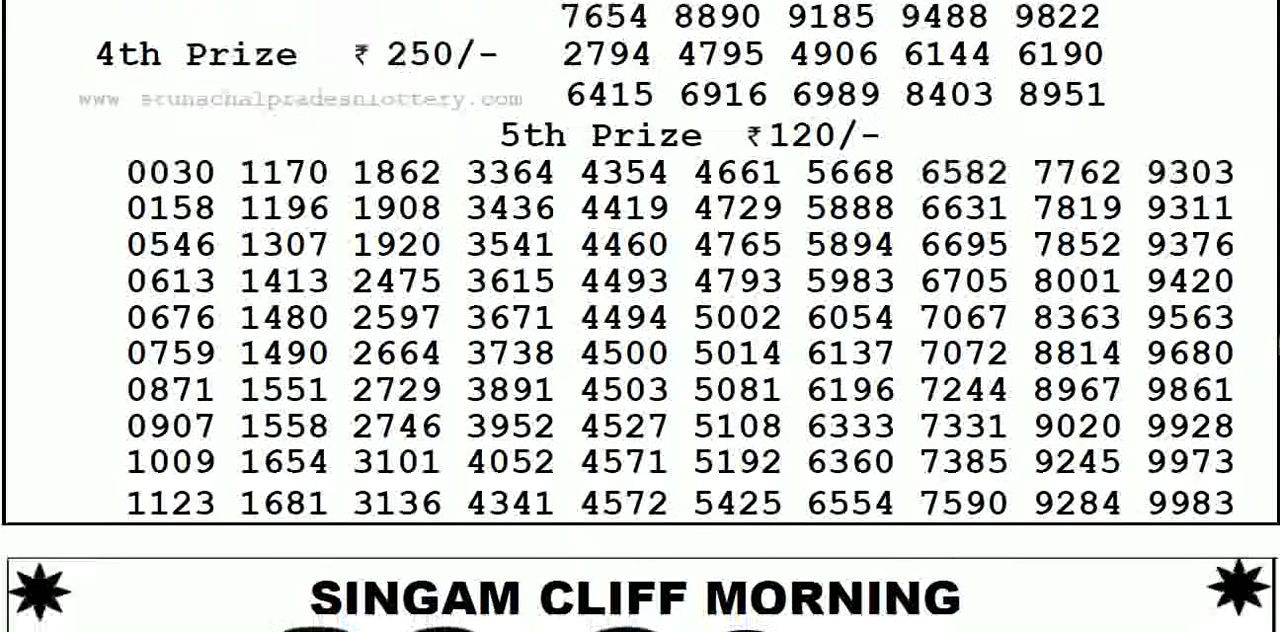 7654 8890 9185 9488 9822
4th Prize ₹ 250/- 2794 4795 4906 6144 6190
6415 6916 6989 8403 8951
5th Prize ₹120/-
0030 1170 1862 3364 4354 4661 5668 6582 7762 9303
0158 1196 1908 3436 4419 4729 5888 6631 7819 9311
0546 1307 1920 3541 4460 4765 5894 6695 7852 9376
0613 1413 2475 3615 4493 4793 5983 6705 8001 9420
0676 1480 2597 3671 4494 5002 6054 7067 8363 9563
0759 1490 2664 3738 4500 5014 6137 7072 8814 9680
0871 1551 2729 3891 4503 5081 6196 7244 8967 9861
0907 1558 2746 3952 4527 5108 6333 7331 9020 9928
1009 1654 3101 4052 4571 5192 6360 7385 9245 9973
1123 1681 3136 4341 4572 5425 6554 7590 9284 9983
SINGAM CLIFF MORNING